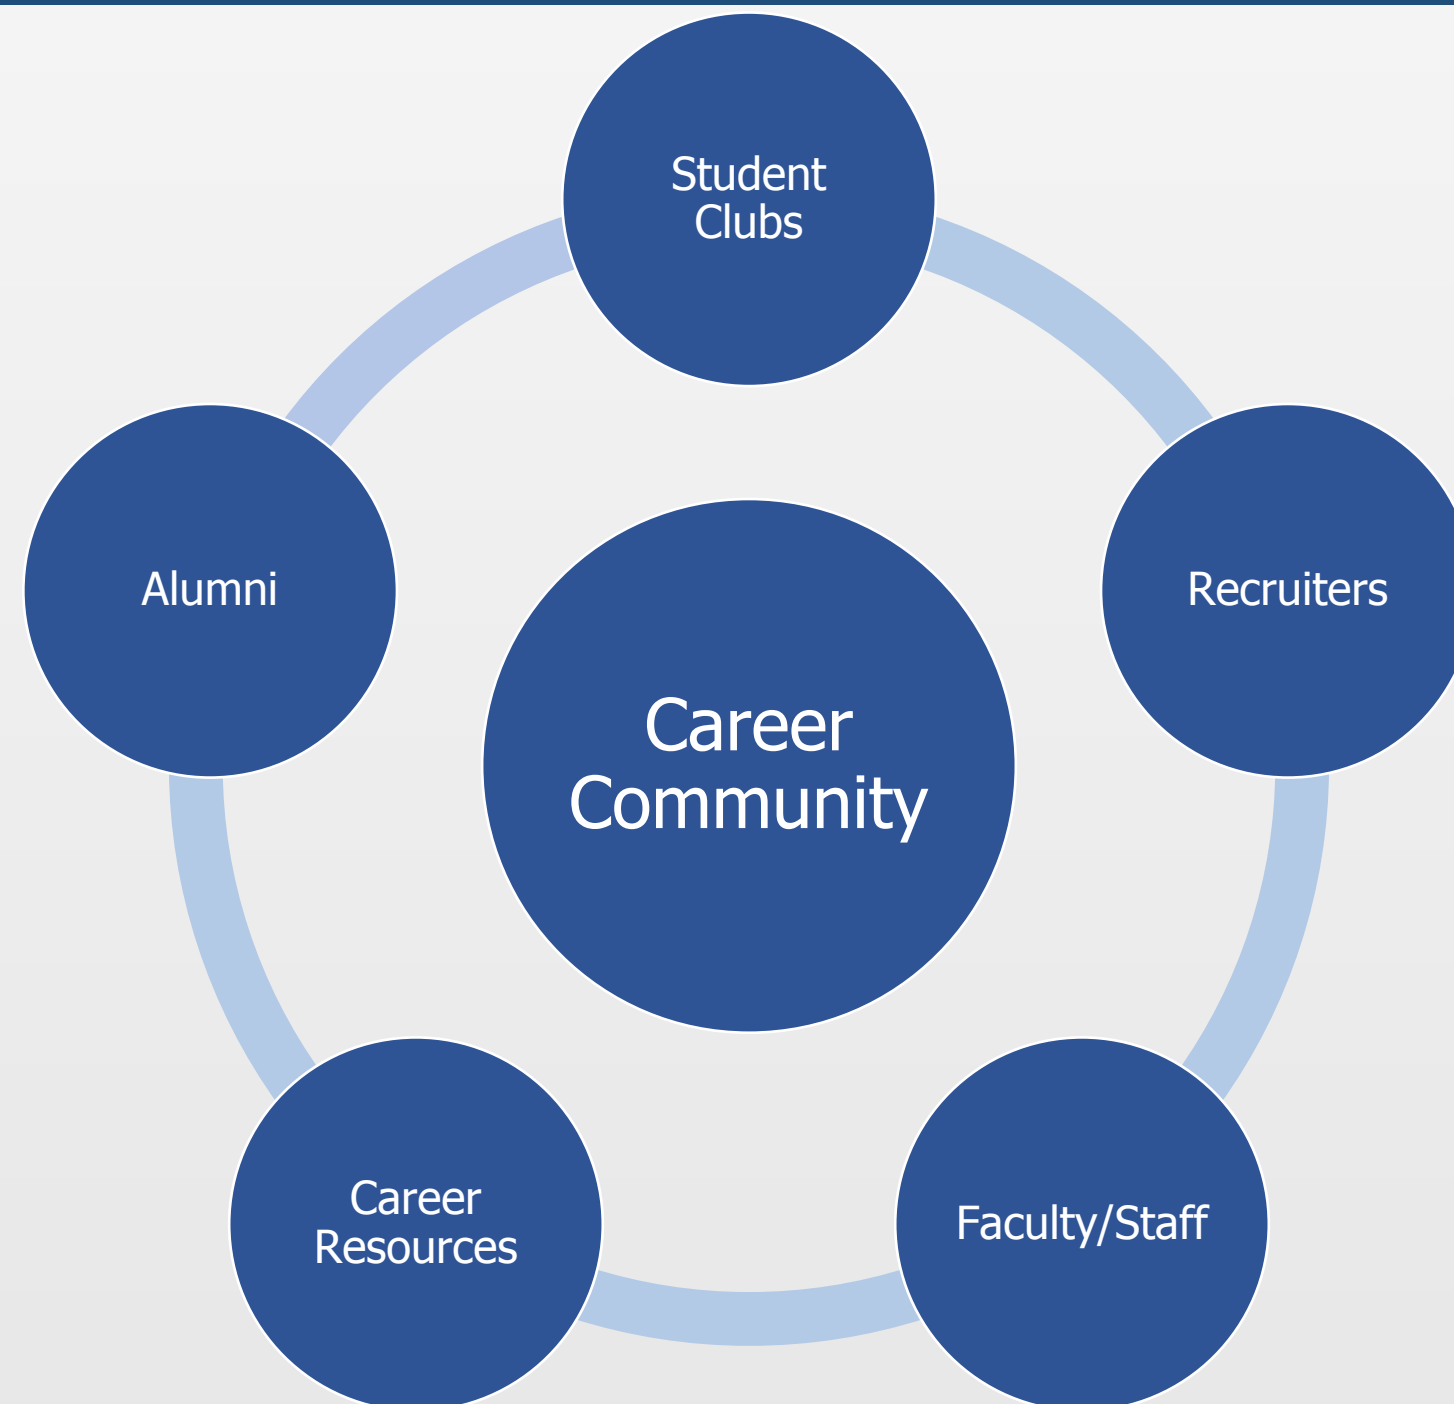 Student
Clubs
Alumni
Recruiters
Career
Community
Career
Resources
Faculty/Staff